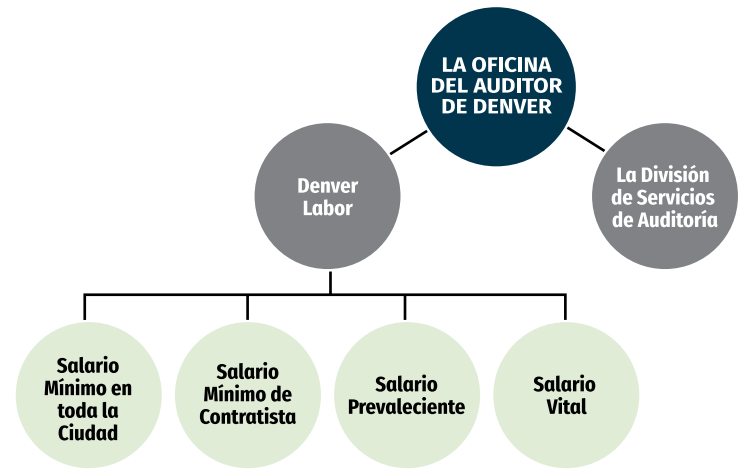 LA OFICINA
DEL AUDITOR
DE DENVER
Denver
Labor
La División
de Servicios
de Auditoría
Salario
Mínimo en
toda la
Ciudad
Salario
Mínimo de
Contratista
Salario
Prevaleciente
Salario
Vital